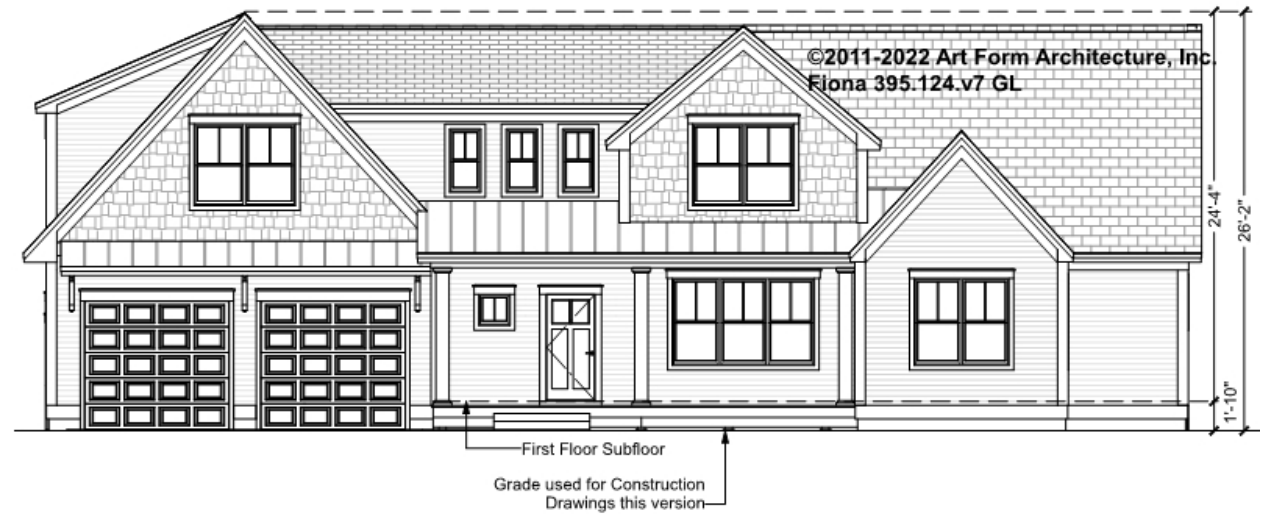 ©2011-2022 Art Form Architecture, Inc.
Fiona 395.124.v7 GL
24'-4"
26'-2"
1'-10"
First Floor Subfloor
Grade used for Construction
Drawings this version